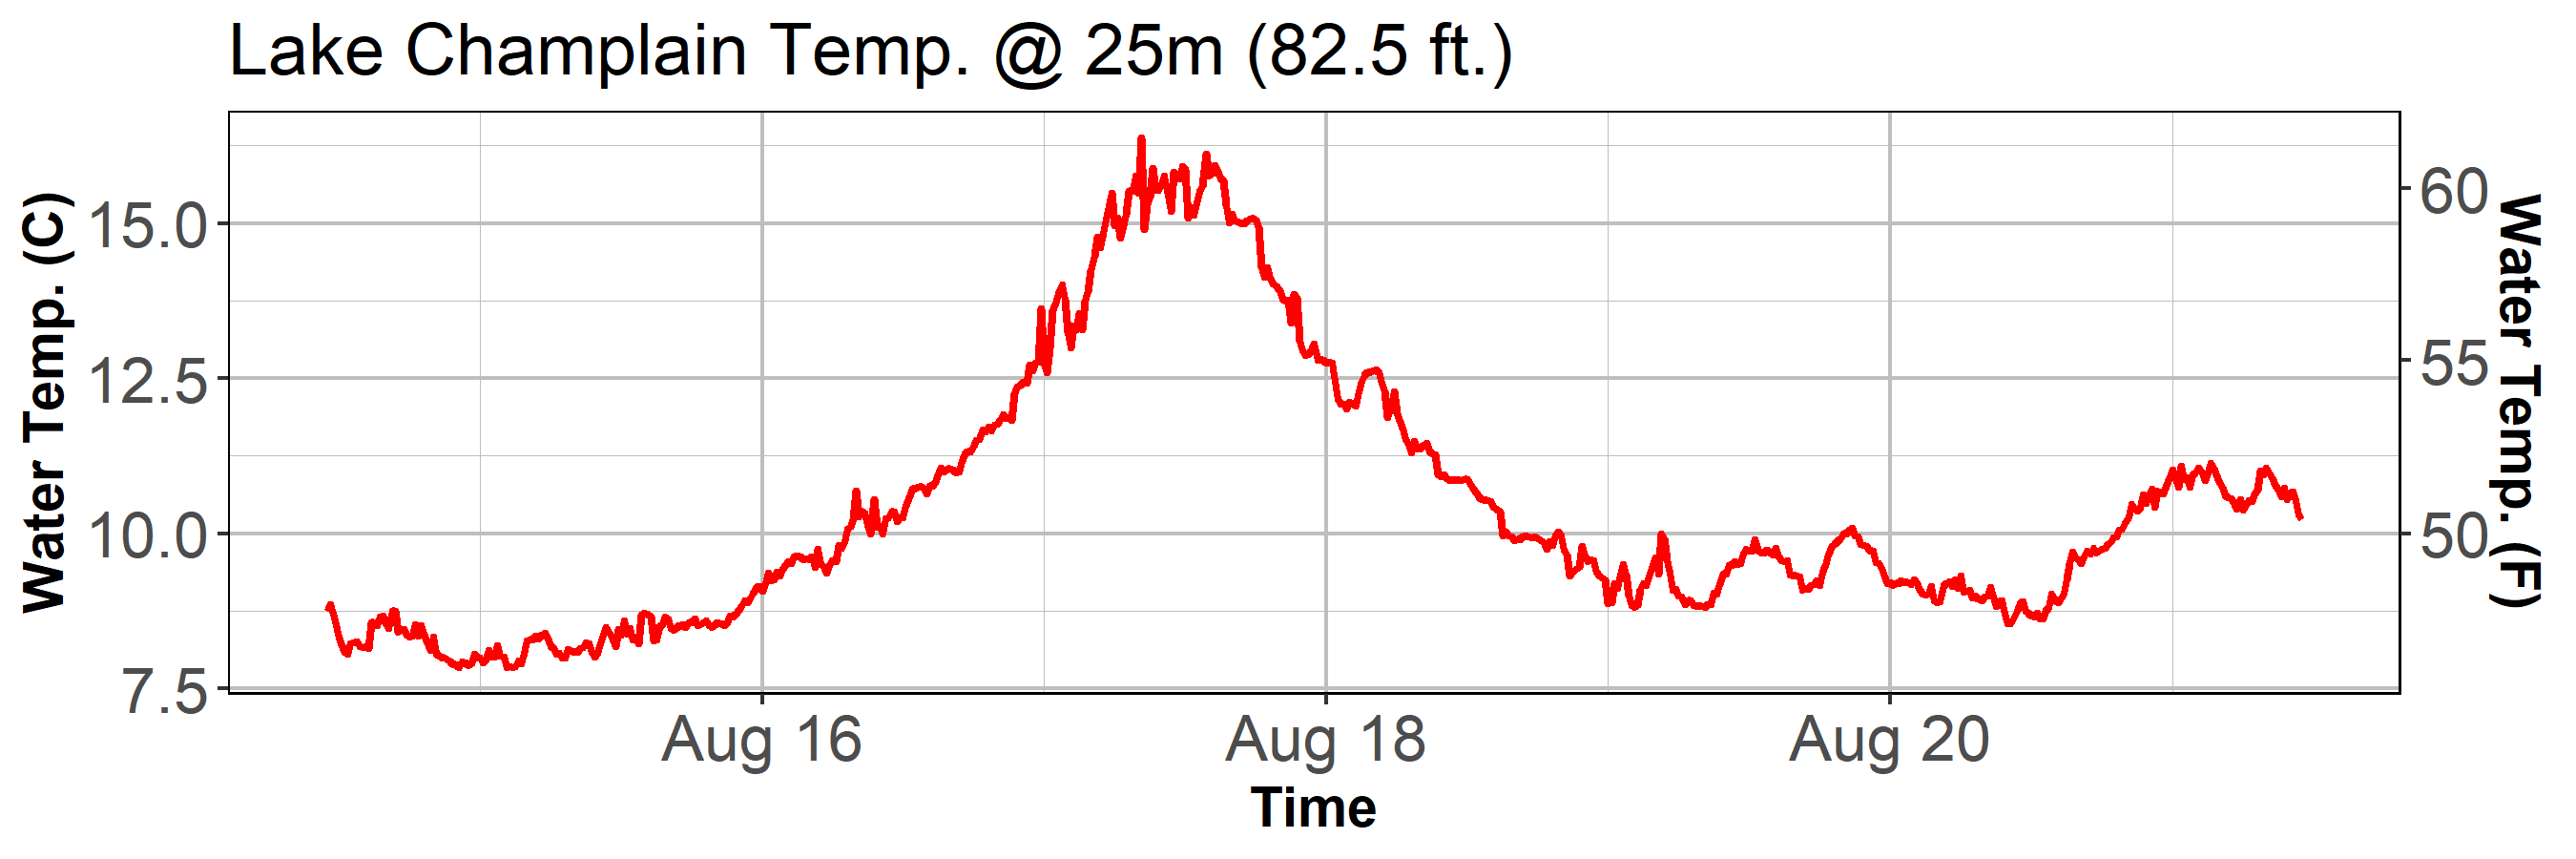 Lake Champlain Temp. @ 25m (82.5 ft.)
Water Temp. (C)
15.0
12.5
10.0
7.5
60
55
50
Water Temp. (F)
Aug 16 Aug 18 Aug 20
Time